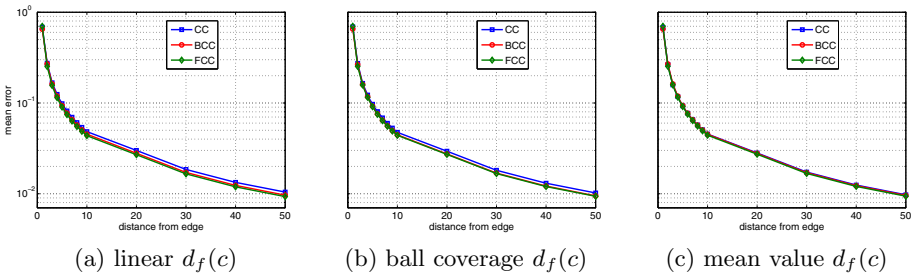 10^0
10^-1
10^-2
mean error
CC
BCC
FCC
0 10 20 30 40 50
distance from edge
(a) linear d_f(c)
CC
BCC
FCC
0 10 20 30 40 50
distance from edge
(b) ball coverage d_f(c)
CC
BCC
FCC
0 10 20 30 40 50
distance from edge
(c) mean value d_f(c)